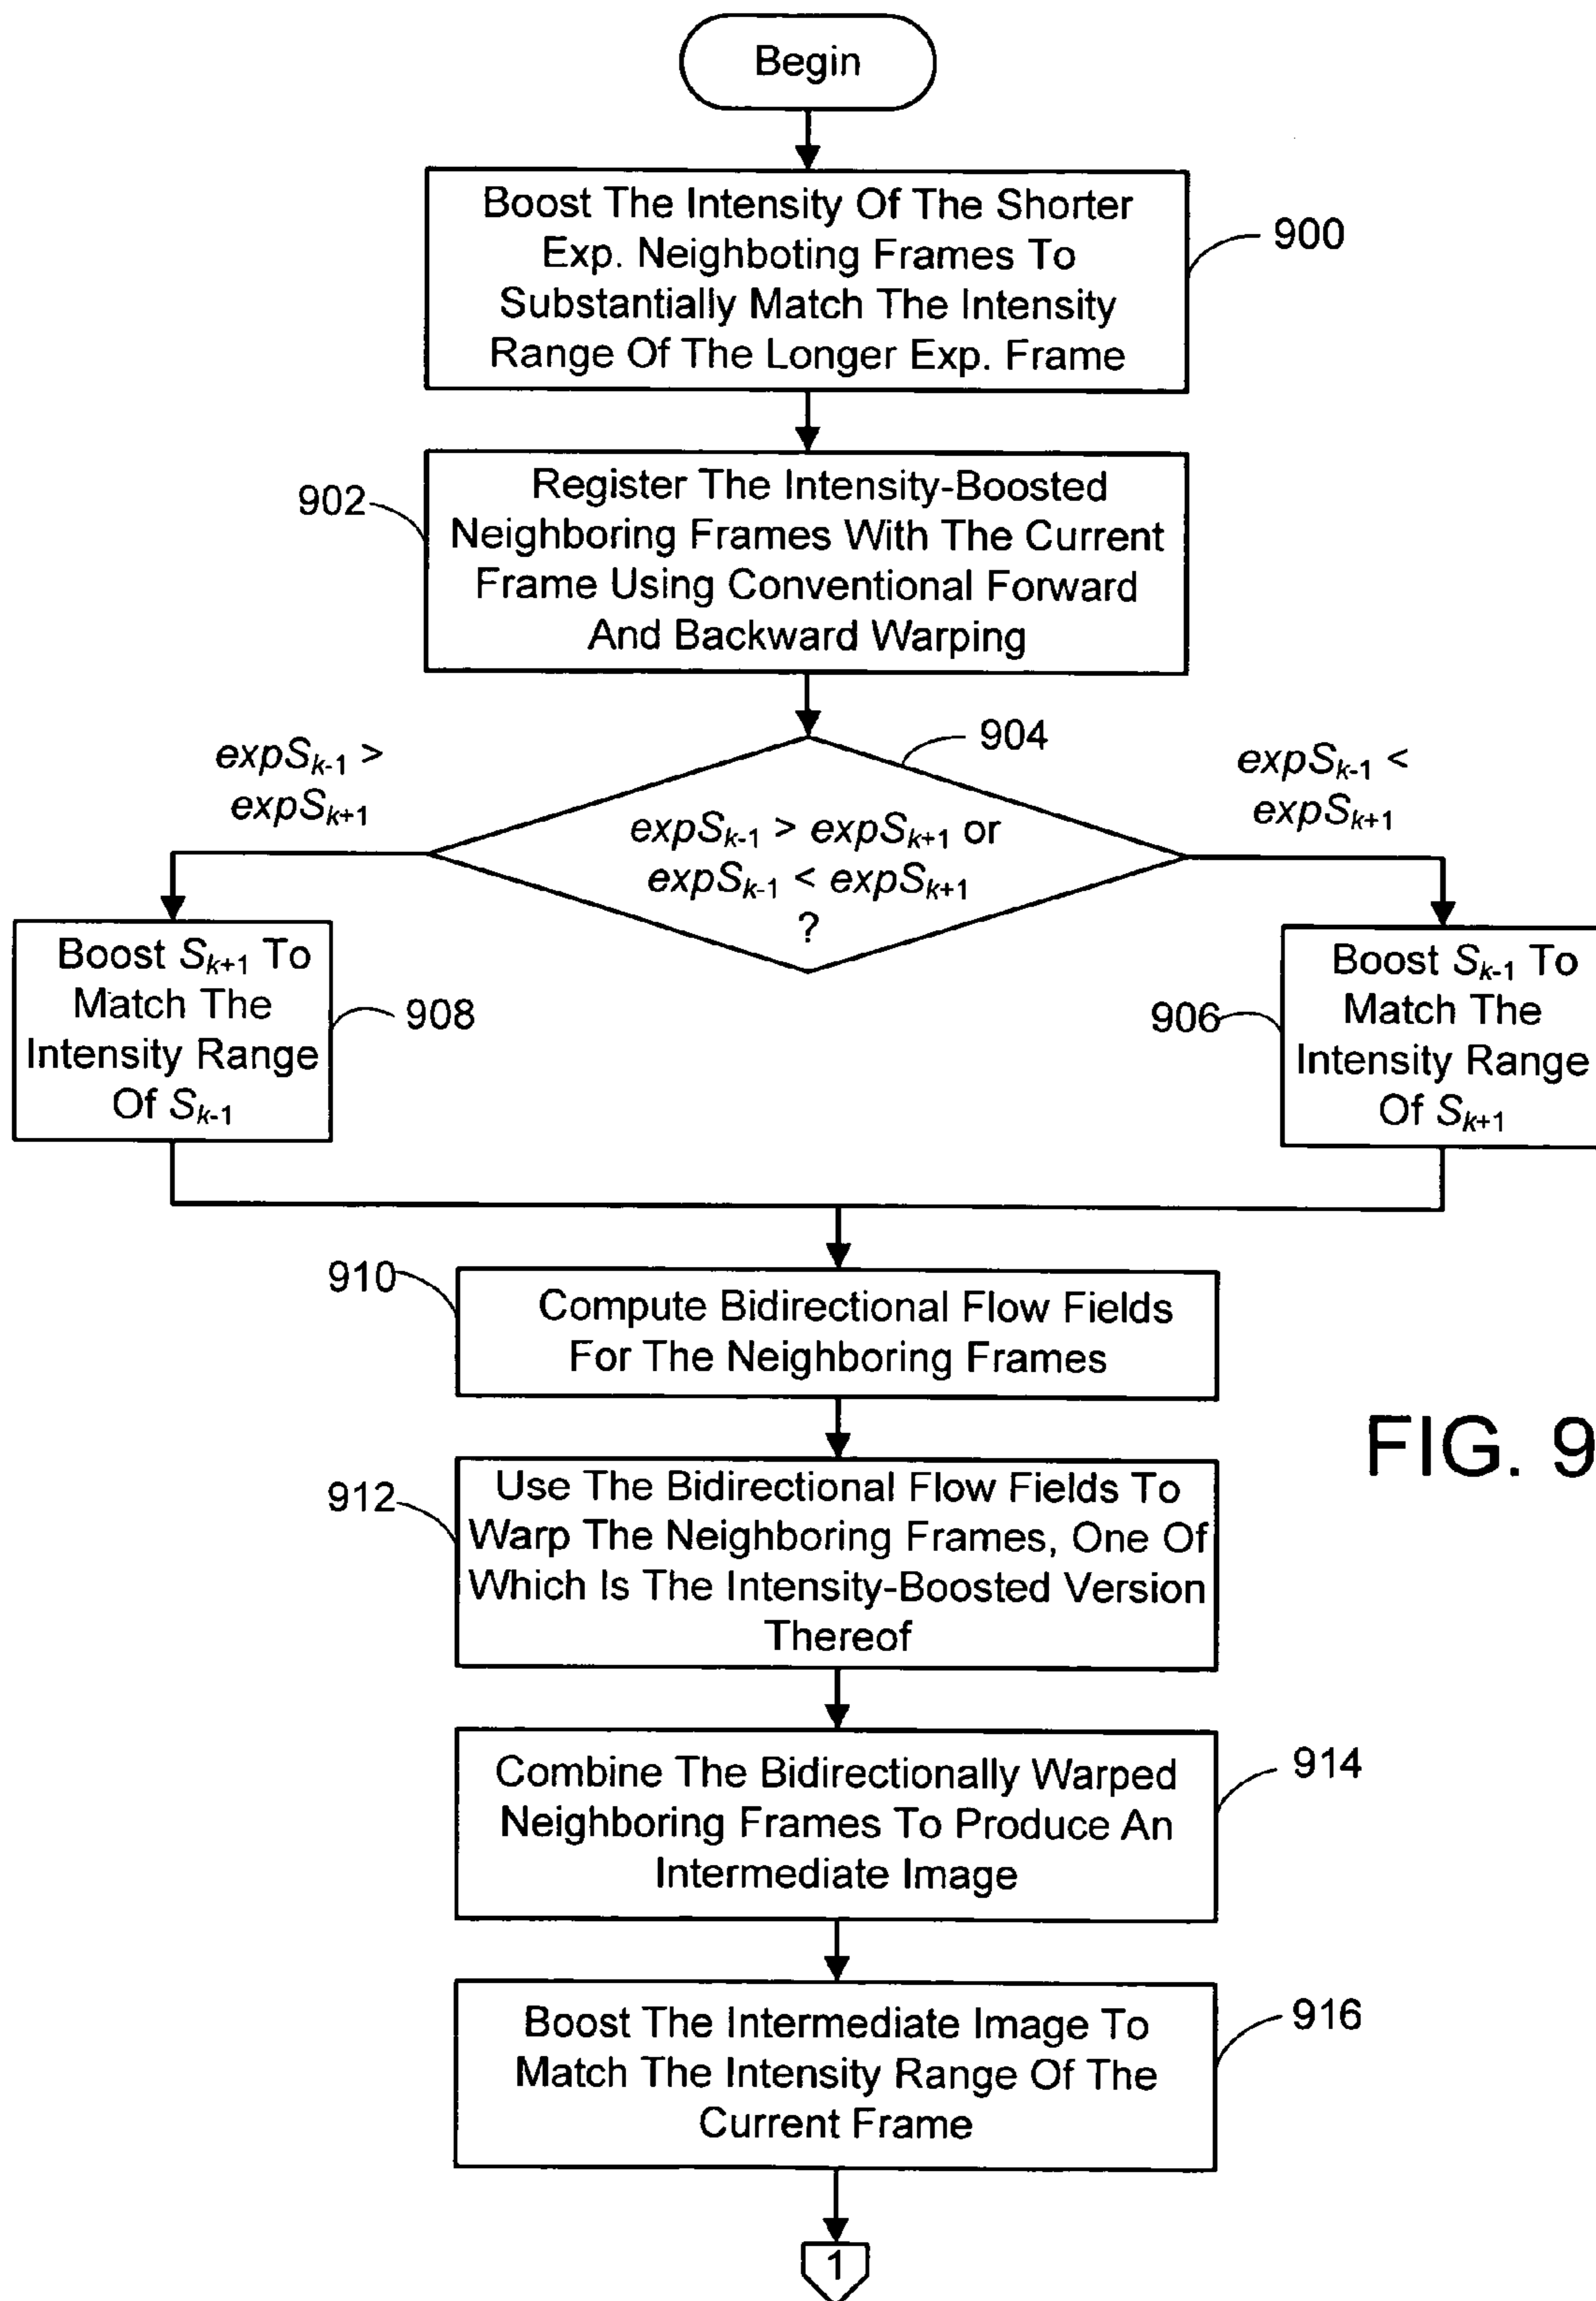 Begin
Boost The Intensity Of The Shorter
Exp. Neighboting Frames To
Substantially Match The Intensity
Range Of The Longer Exp. Frame
900
902
Register The Intensity-Boosted
Neighboring Frames With The Current
Frame Using Conventional Forward
And Backward Warping
904
expSk-1 >
expSk+1
expSk-1 > expSk+1 or
expSk-1 < expSk+1
?
expSk-1 <
expSk+1
Boost Sk+1 To
Match The
Intensity Range
Of Sk-1
908
906
Boost Sk-1 To
Match The
Intensity Range
Of Sk+1
910
Compute Bidirectional Flow Fields
For The Neighboring Frames
FIG. 9
912
Use The Bidirectional Flow Fields To
Warp The Neighboring Frames, One Of
Which Is The Intensity-Boosted Version
Thereof
Combine The Bidirectionally Warped
Neighboring Frames To Produce An
Intermediate Image
914
Boost The Intermediate Image To
Match The Intensity Range Of The
Current Frame
916
1